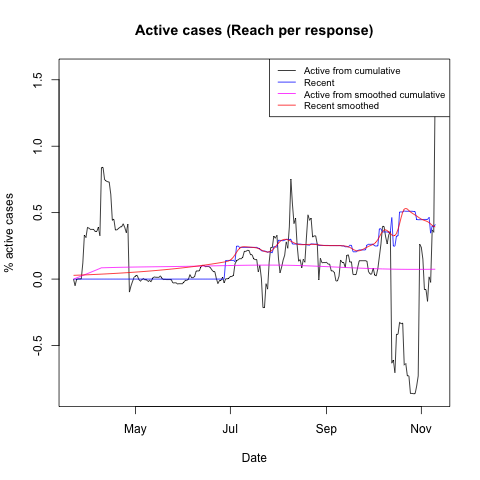 Active cases (Reach per response)
Active from cumulative
Recent
Active from smoothed cumulative
Recent smoothed
1.5
1.0
0.5
0.0
-0.5
% active cases
May
Jul
Sep
Nov
Date